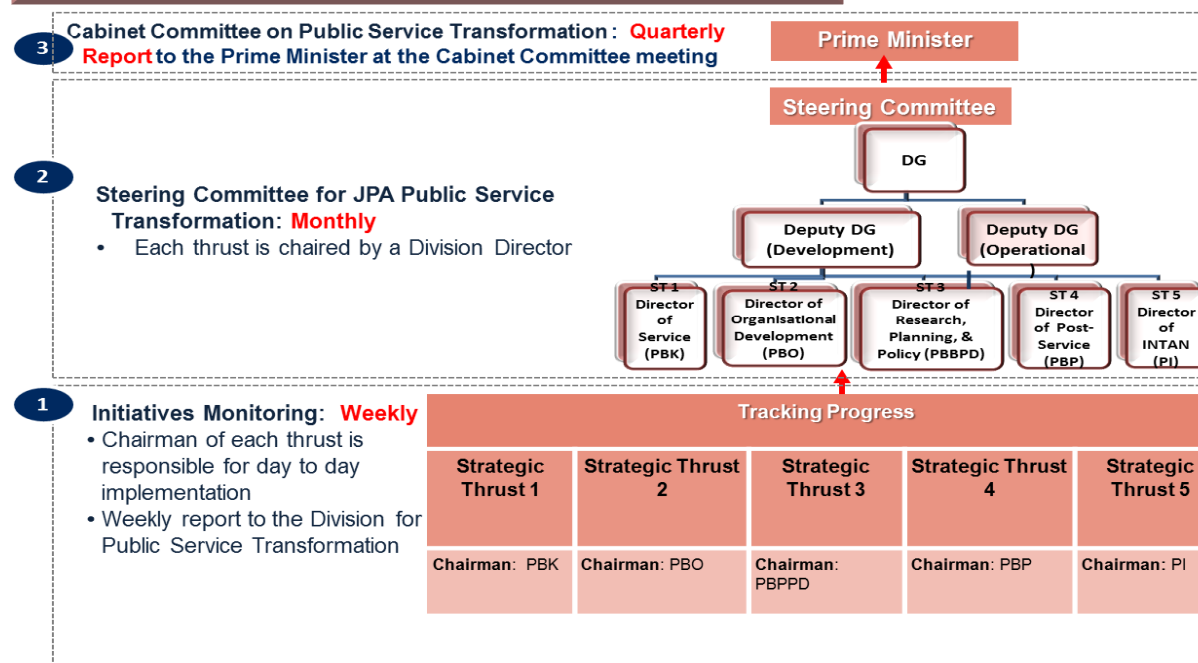 3
Cabinet Committee on Public Service Transformation: Quarterly
Report to the Prime Minister at the Cabinet Committee meeting
Prime Minister
Steering Committee
DG
2
Steering Committee for JPA Public Service
Transformation: Monthly
• Each thrust is chaired by a Division Director
Deputy DG
(Development)
Deputy DG
(Operational
)
ST 1
Director
of
Service
(PBK)
ST 2
Director of
Organisational
Development
(PBO)
ST 3
Director of
Research,
Planning, &
Policy (PBBPD)
ST 4
Director
of Post-
Service
(PBP)
ST 5
Director
of
INTAN
(PI)
1
Initiatives Monitoring: Weekly
• Chairman of each thrust is
responsible for day to day
implementation
• Weekly report to the Division for
Public Service Transformation
Tracking Progress
Strategic
Thrust 1
Strategic Thrust
2
Strategic
Thrust 3
Strategic Thrust
4
Strategic
Thrust 5
Chairman: PBK
Chairman: PBO
Chairman:
PBPPD
Chairman: PBP
Chairman: PI